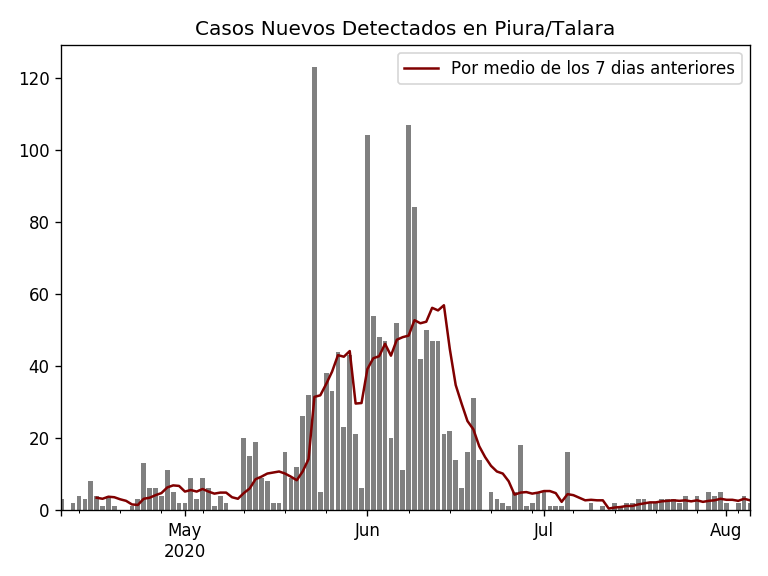 Casos Nuevos Detectados en Piura/Talara
Por medio de los 7 dias anteriores
120
100
80
60
40
20
0
May Jun Jul Aug
2020